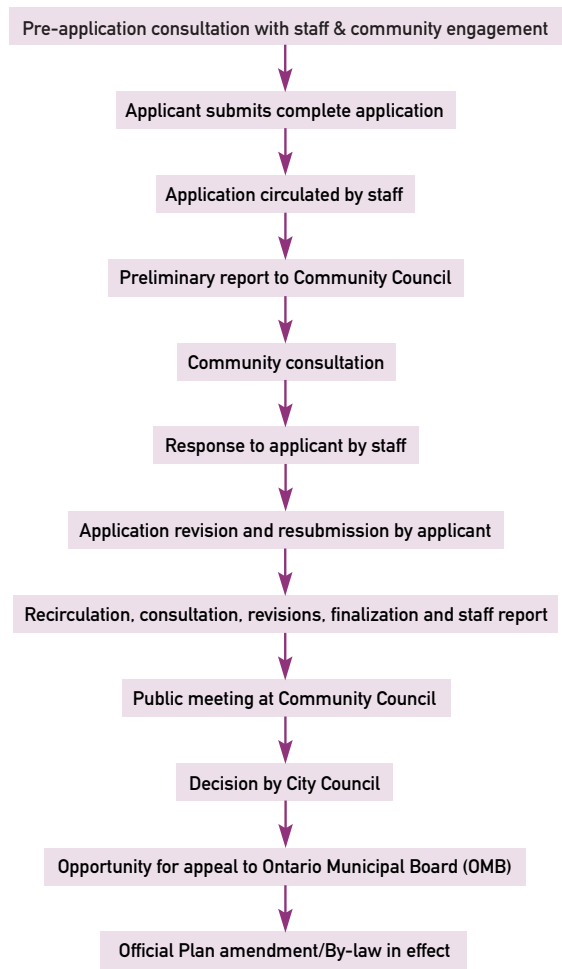 Pre-application consultation with staff & community engagement
Applicant submits complete application
Application circulated by staff
Preliminary report to Community Council
Community consultation
Response to applicant by staff
Application revision and resubmission by applicant
Recirculation, consultation, revisions, finalization and staff report
Public meeting at Community Council
Decision by City Council
Opportunity for appeal to Ontario Municipal Board (OMB)
Official Plan amendment/By-law in effect